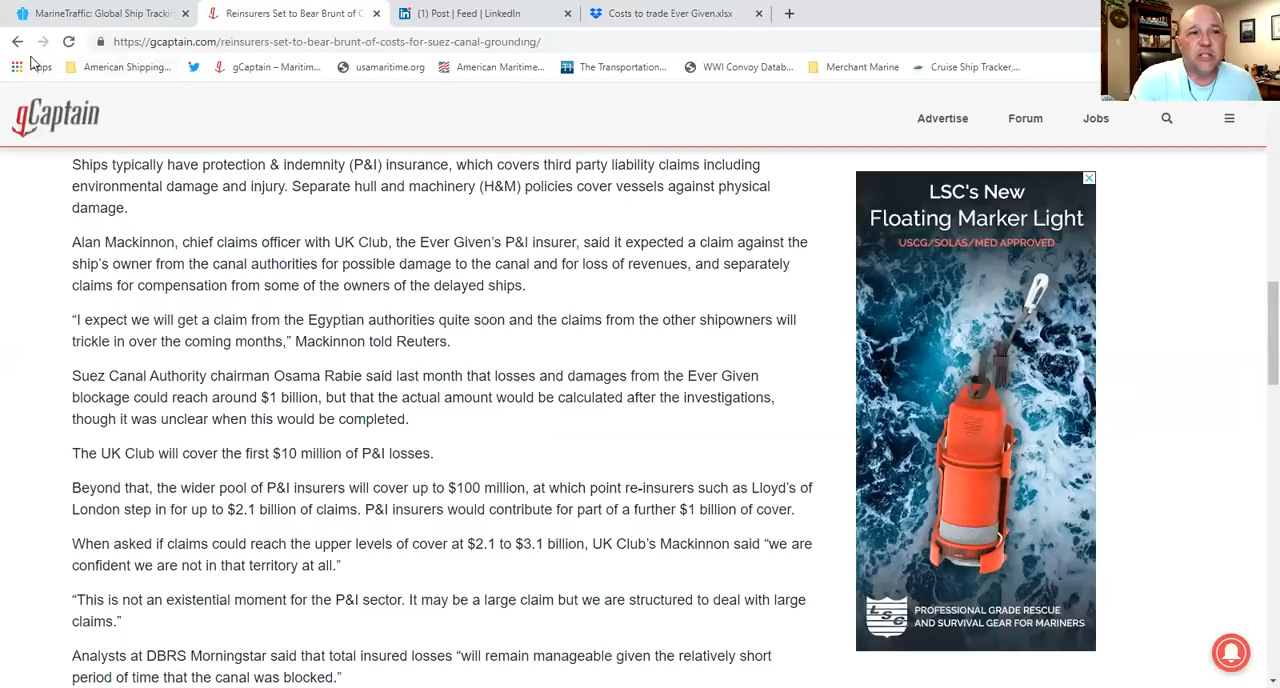 MarineTraffic: Global Ship Tracki
Reinsurers Set to Bear Brunt of C
(1) Post | Feed | LinkedIn
Costs to trade Ever Given.xlsx
https://gcaptain.com/reinsurers-set-to-bear-brunt-of-costs-for-suez-canal-grounding/
Apps
American Shipping...
gCaptain – Maritim...
usamaritime.org
American Maritime...
The Transportation...
WWI Convoy Datab...
Merchant Marine
Cruise Ship Tracker,...
gCaptain
Advertise
Forum
Jobs
Ships typically have protection & indemnity (P&I) insurance, which covers third party liability claims including
environmental damage and injury. Separate hull and machinery (H&M) policies cover vessels against physical
damage.
Alan Mackinnon, chief claims officer with UK Club, the Ever Given’s P&I insurer, said it expected a claim against the
ship’s owner from the canal authorities for possible damage to the canal and for loss of revenues, and separately
claims for compensation from some of the owners of the delayed ships.
“I expect we will get a claim from the Egyptian authorities quite soon and the claims from the other shipowners will
trickle in over the coming months,” Mackinnon told Reuters.
Suez Canal Authority chairman Osama Rabie said last month that losses and damages from the Ever Given
blockage could reach around $1 billion, but that the actual amount would be calculated after the investigations,
though it was unclear when this would be completed.
The UK Club will cover the first $10 million of P&I losses.
Beyond that, the wider pool of P&I insurers will cover up to $100 million, at which point re-insurers such as Lloyd’s of
London step in for up to $2.1 billion of claims. P&I insurers would contribute for part of a further $1 billion of cover.
When asked if claims could reach the upper levels of cover at $2.1 to $3.1 billion, UK Club’s Mackinnon said “we are
confident we are not in that territory at all.”
“This is not an existential moment for the P&I sector. It may be a large claim but we are structured to deal with large
claims.”
Analysts at DBRS Morningstar said that total insured losses “will remain manageable given the relatively short
period of time that the canal was blocked.”
LSC's New
Floating Marker Light
USCG/SOLAS/MED APPROVED
LSC
PROFESSIONAL GRADE RESCUE
AND SURVIVAL GEAR FOR MARINERS